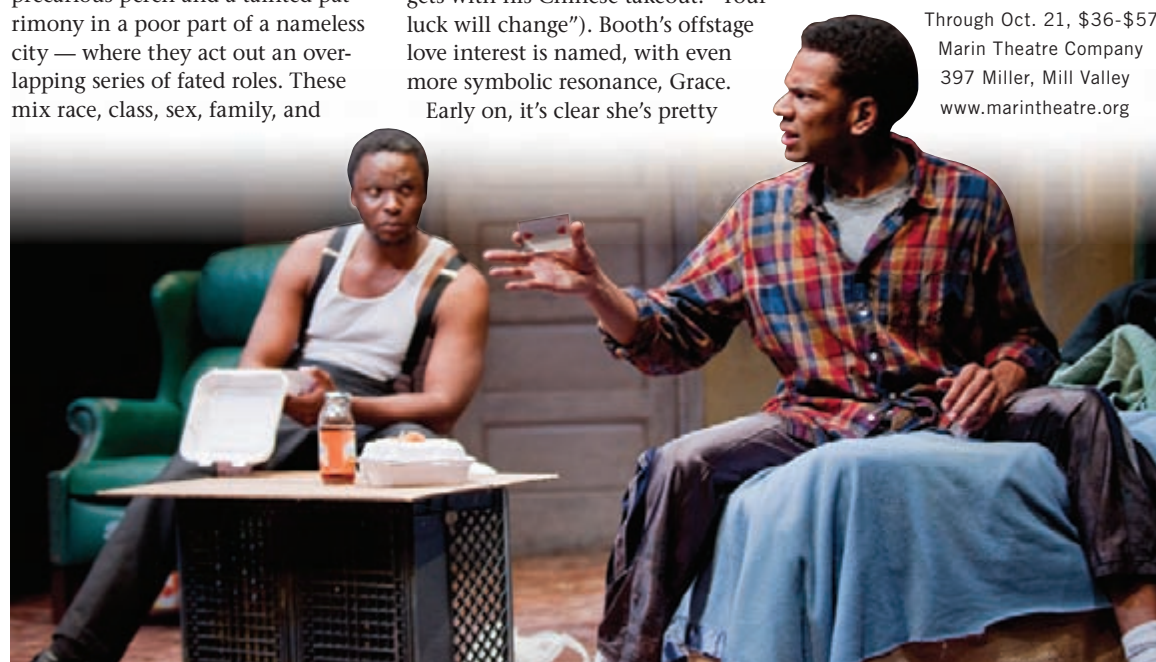 precarious perch and a tainted pat-
rimony in a poor part of a nameless
city — where they act out an over-
lapping series of fated roles. These
mix race, class, sex, family, and
gets with his Chinese takeout: “Your
luck will change”). Booth’s offstage
love interest is named, with even
more symbolic resonance, Grace.
Early on, it’s clear she’s pretty
Through Oct. 21, $36-$57
Marin Theatre Company
397 Miller, Mill Valley
www.marintheatre.org